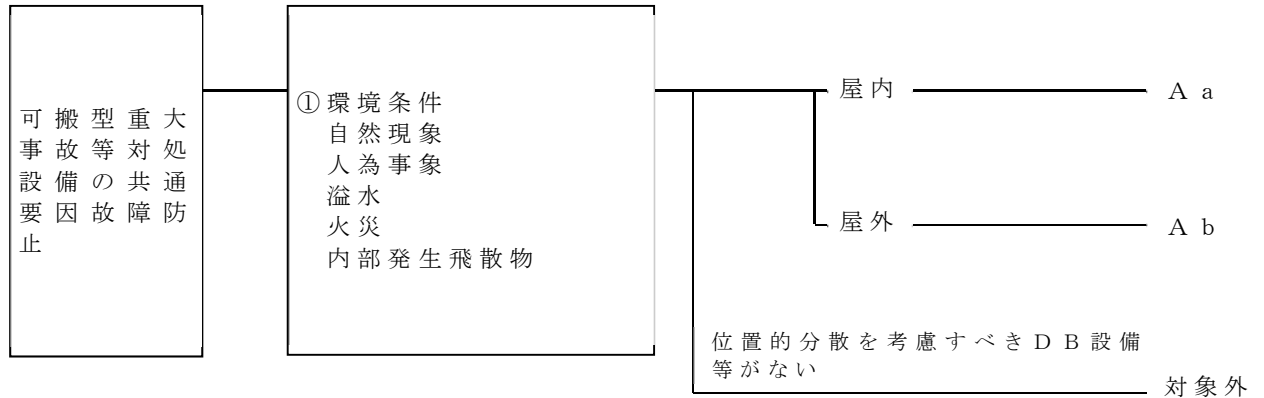 可搬型重大
事故等対処
設備の共通
要因故障防
止
①環境条件
自然現象
人為事象
溢水
火災
内部発生飛散物
屋内
Aa
屋外
Ab
位置的分散を考慮すべきDB設備
等がない
対象外